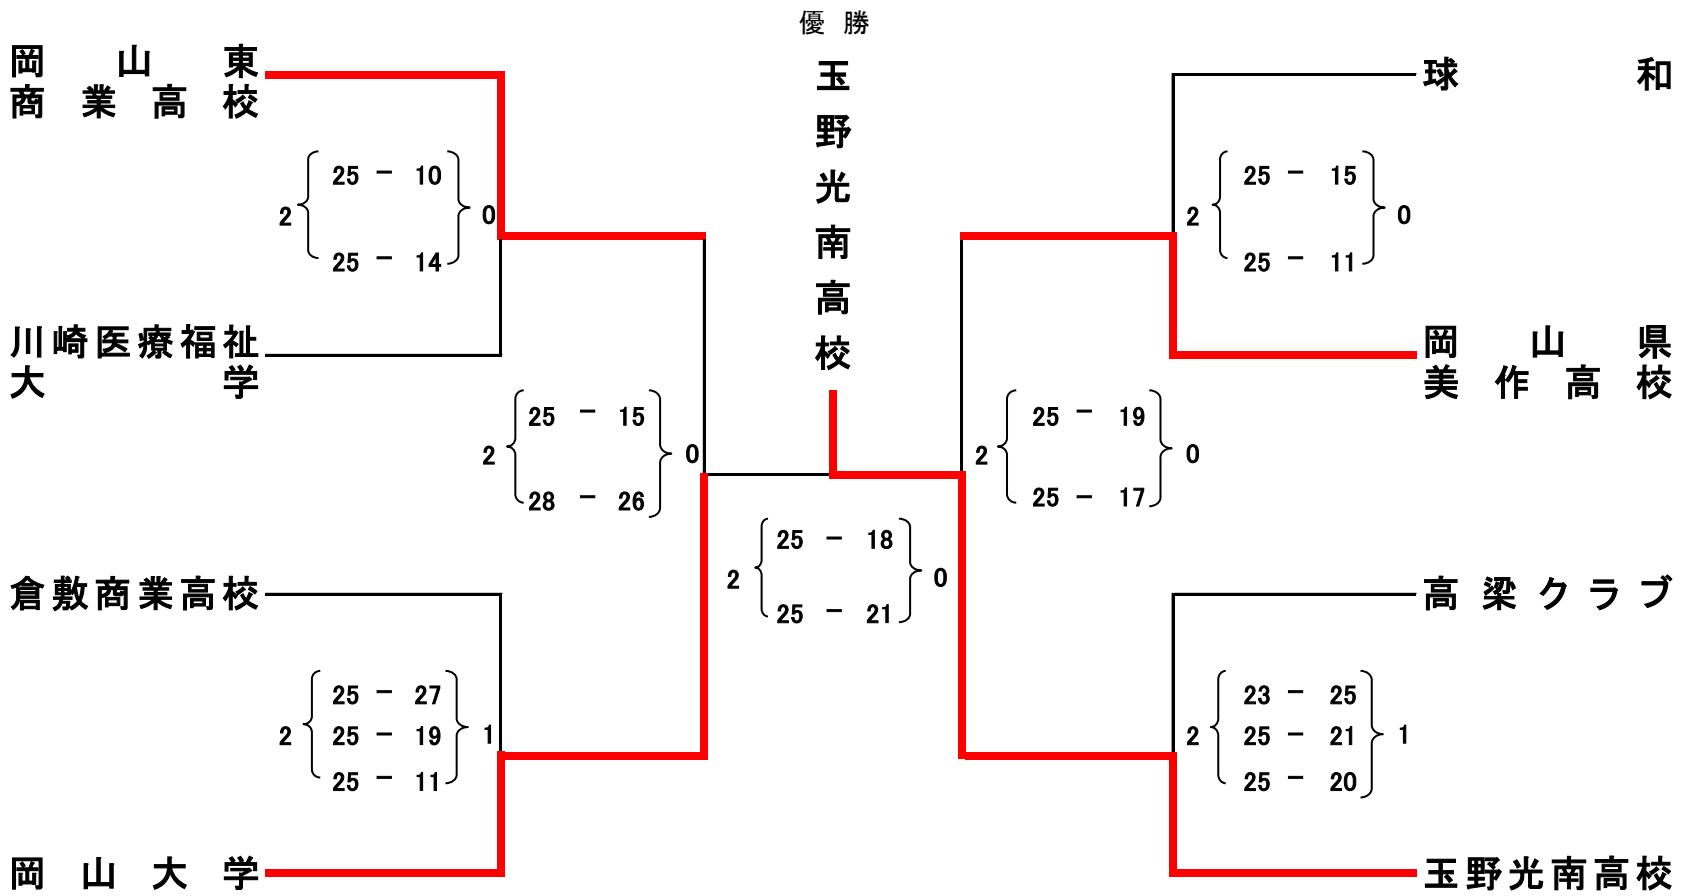 優勝
玉野光南高校
岡山東
商業高校
2 25 － 10 0
25 － 14
川崎医療福祉
大学
2 25 － 15 0
28 － 26
倉敷商業高校
2 25 － 27 1
25 － 19
25 － 11
岡山大学
2 25 － 18 0
25 － 21
球和
2 25 － 15 0
25 － 11
岡山県
美作高校
2 25 － 19 0
25 － 17
高梁クラブ
2 23 － 25 1
25 － 21
25 － 20
玉野光南高校